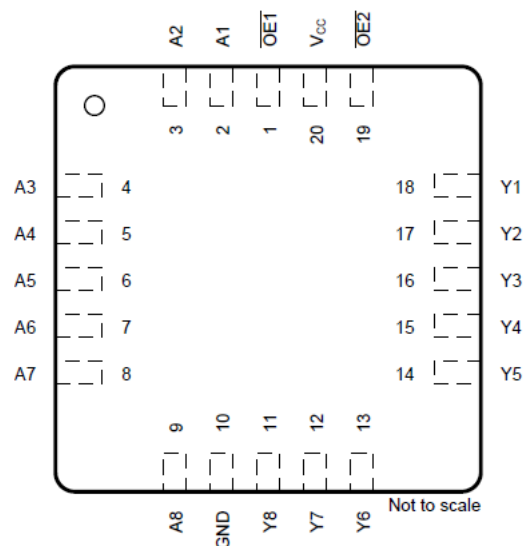 A2 A1 OE1 VCC OE2
3 2 1 20 19
A3 4 18 Y1
A4 5 17 Y2
A5 6 16 Y3
A6 7 15 Y4
A7 8 14 Y5
9 10 11 12 13
Not to scale
A8 GND Y8 Y7 Y6